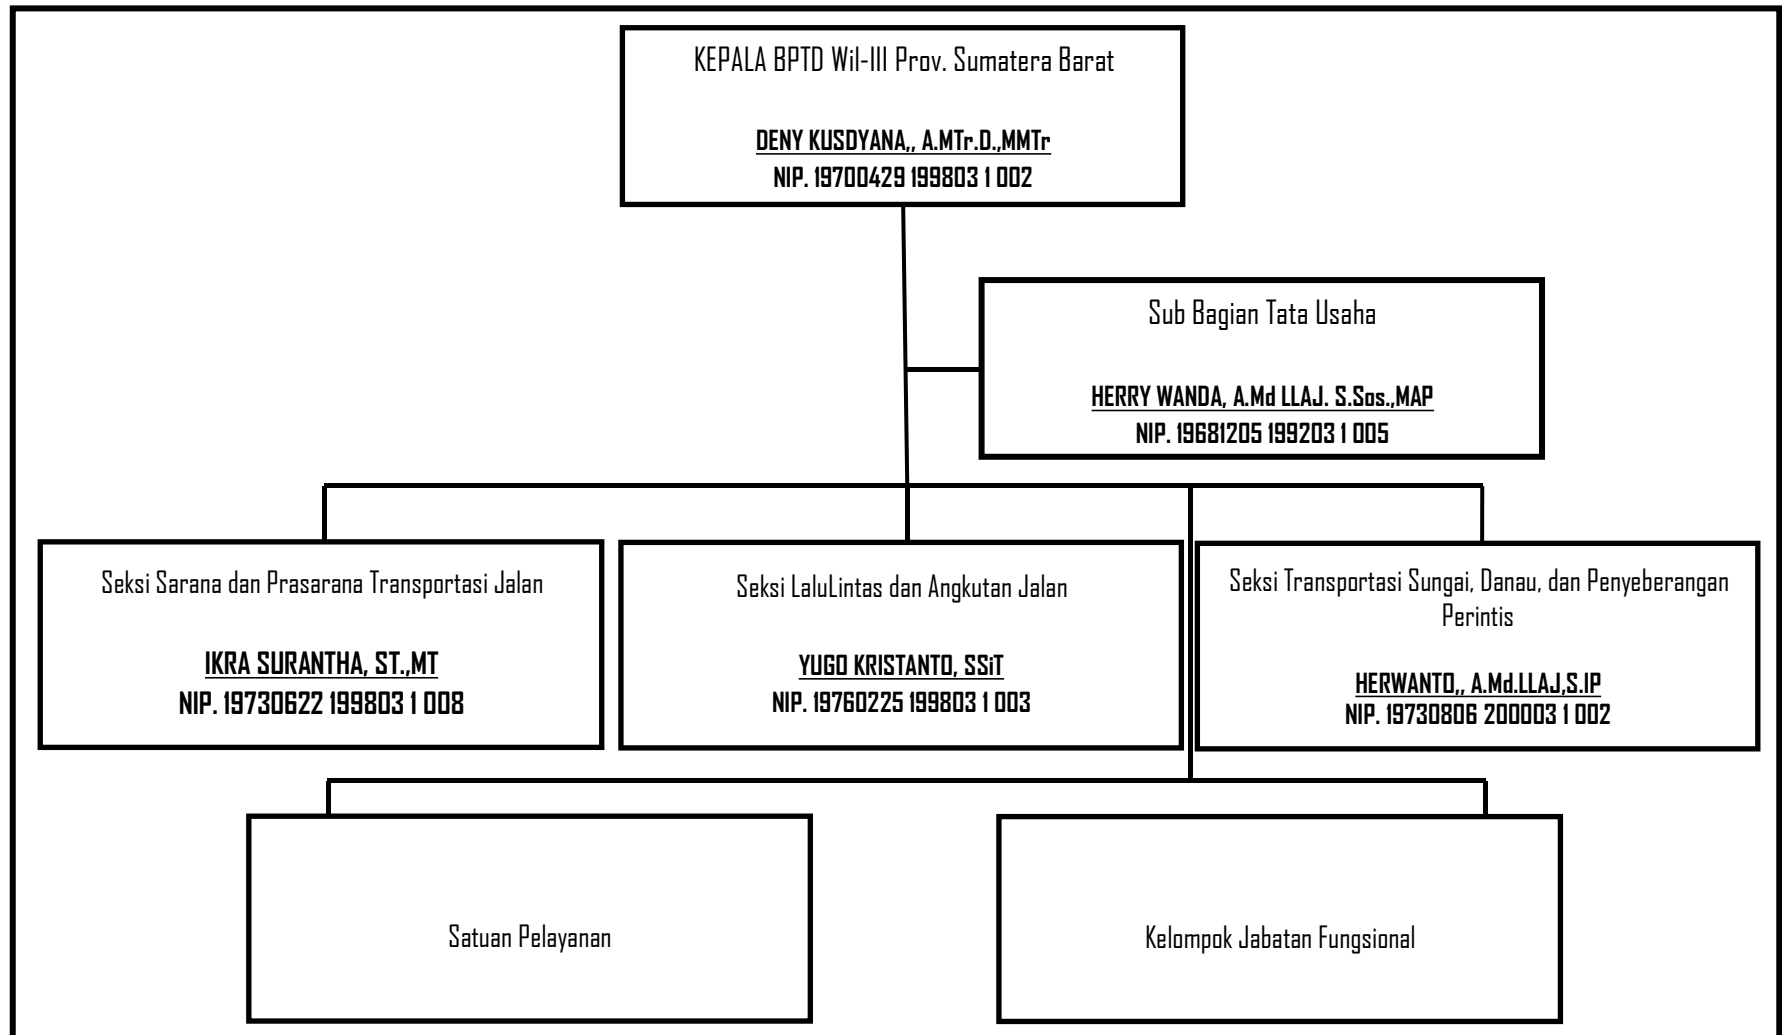 KEPALA BPTD Wil-III Prov. Sumatera Barat
DENY KUSDYANA,, A.MTr.D.,MMTr
NIP. 19700429 199803 1 002
Sub Bagian Tata Usaha
HERRY WANDA, A.Md LLAJ. S.Sos.,MAP
NIP. 19681205 199203 1 005
Seksi Sarana dan Prasarana Transportasi Jalan
IKRA SURANTHA, ST.,MT
NIP. 19730622 199803 1 008
Seksi LaluLintas dan Angkutan Jalan
YUGO KRISTANTO, SSiT
NIP. 19760225 199803 1 003
Seksi Transportasi Sungai, Danau, dan Penyeberangan
Perintis
HERWANTO,, A.Md.LLAJ,S.IP
NIP. 19730806 200003 1 002
Satuan Pelayanan
Kelompok Jabatan Fungsional